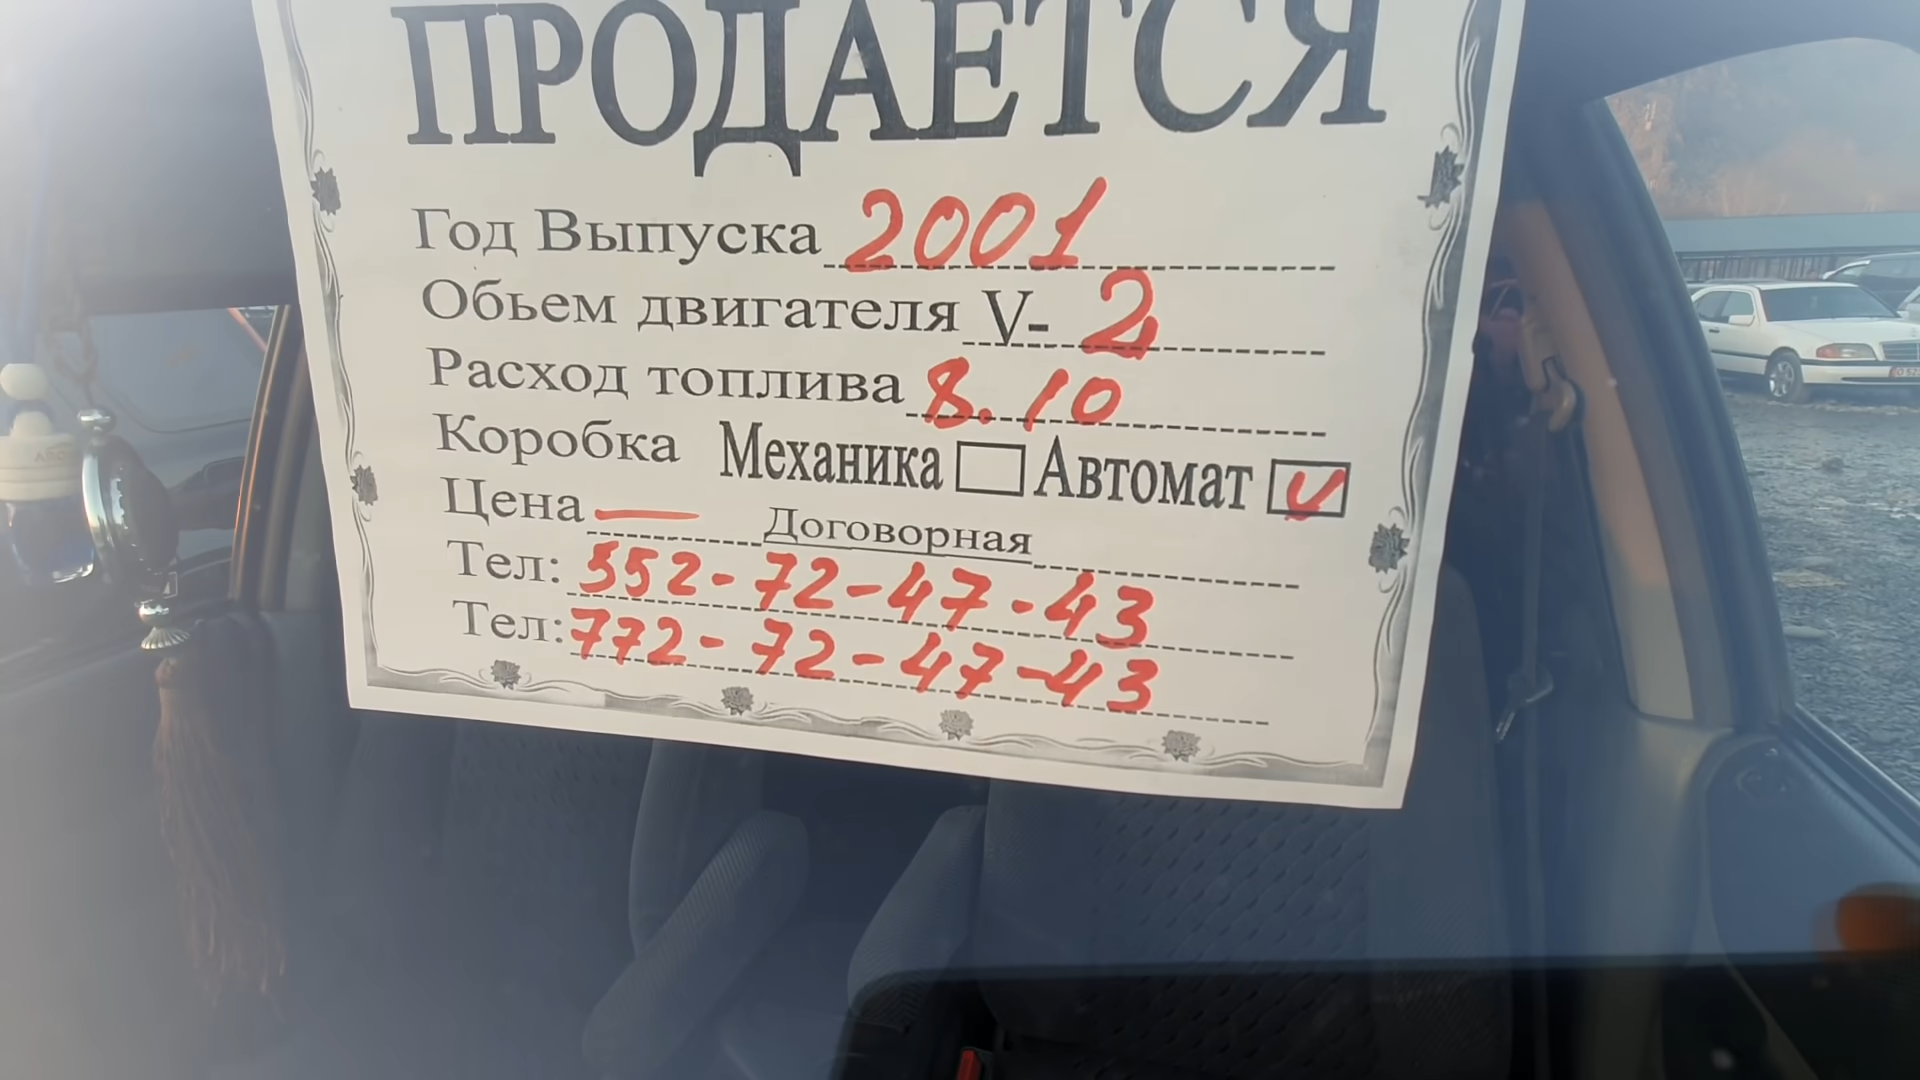 ПРОДАЕТСЯ
Год Выпуска 2001
Обьем двигателя V- 2
Расход топлива 8.10
Коробка Механика Автомат
Цена — Договорная
Тел: 552-72-47-43
Тел: 772-72-47-43